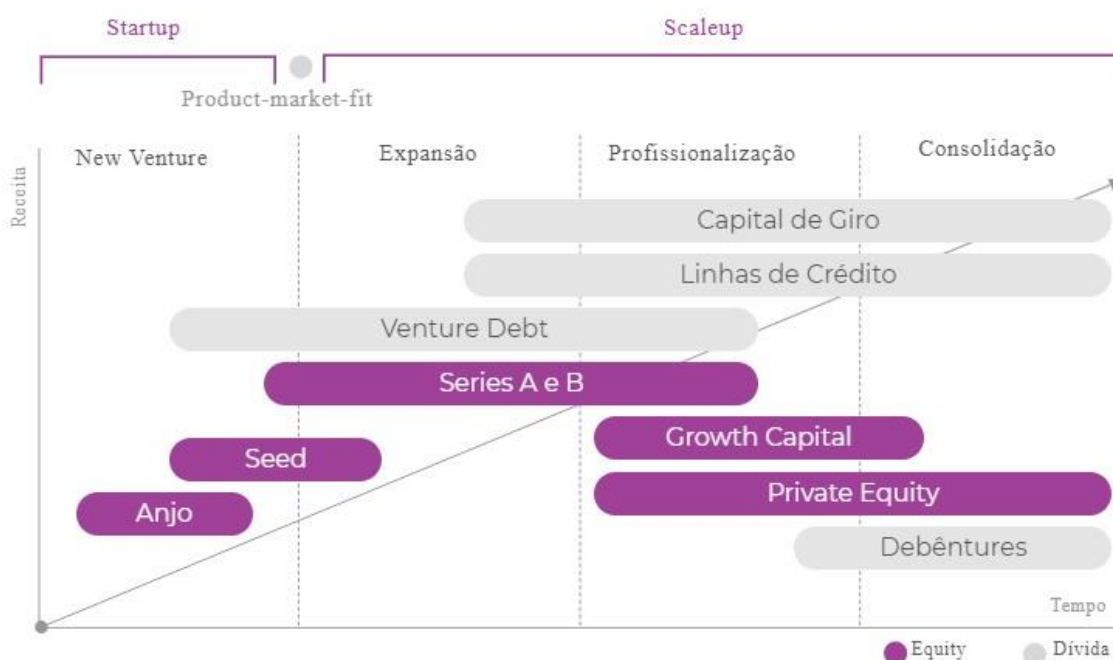 Startup
Scaleup
Product-market-fit
New Venture
Expansão
Profissionalização
Consolidação
Receita
Capital de Giro
Linhas de Crédito
Venture Debt
Series A e B
Growth Capital
Seed
Private Equity
Anjo
Debêntures
Tempo
Equity
Dívida